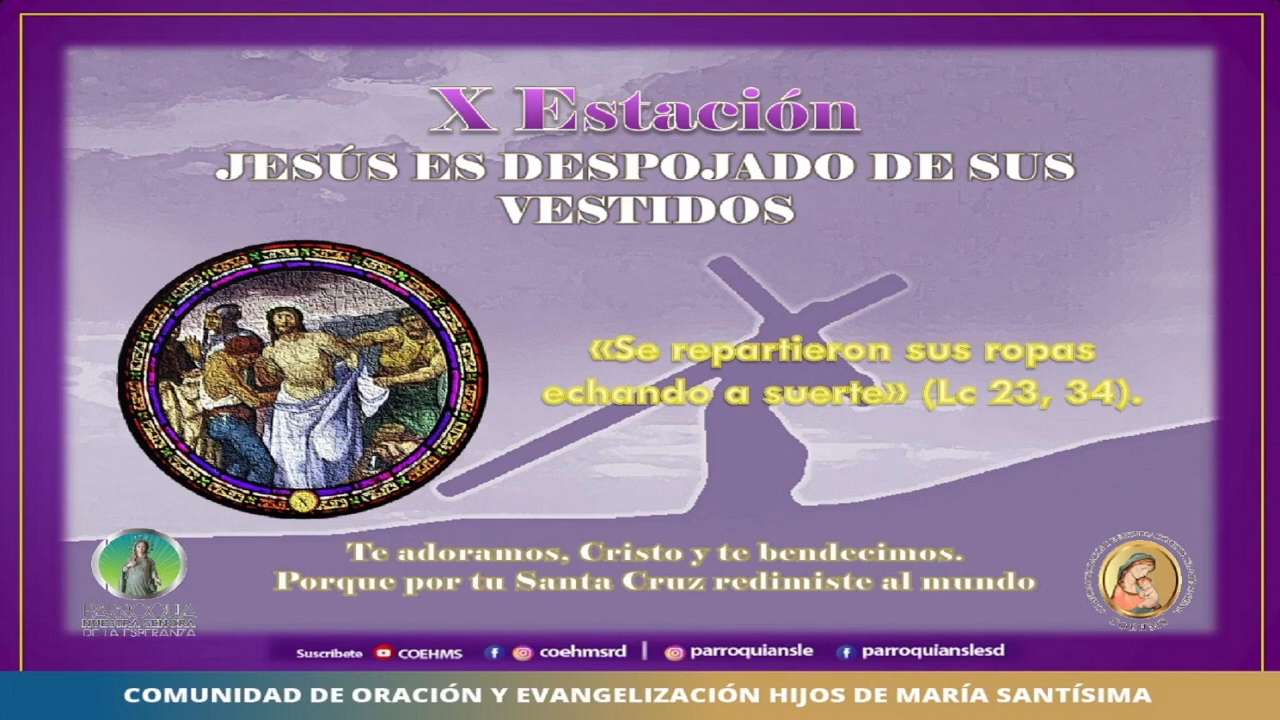 X Estación
JESÚS ES DESPOJADO DE SUS
VESTIDOS
«Se repartieron sus ropas
echando a suerte» (Lc 23, 34).
Te adoramos, Cristo y te bendecimos.
Porque por tu Santa Cruz redimiste al mundo
PARROQUIA
NUESTRA SEÑORA
DE LA ESPERANZA
COEHMS
Suscribete COEHMS coehmsrd | parroquiansle parroquianslesd
COMUNIDAD DE ORACIÓN Y EVANGELIZACIÓN HIJOS DE MARÍA SANTÍSIMA